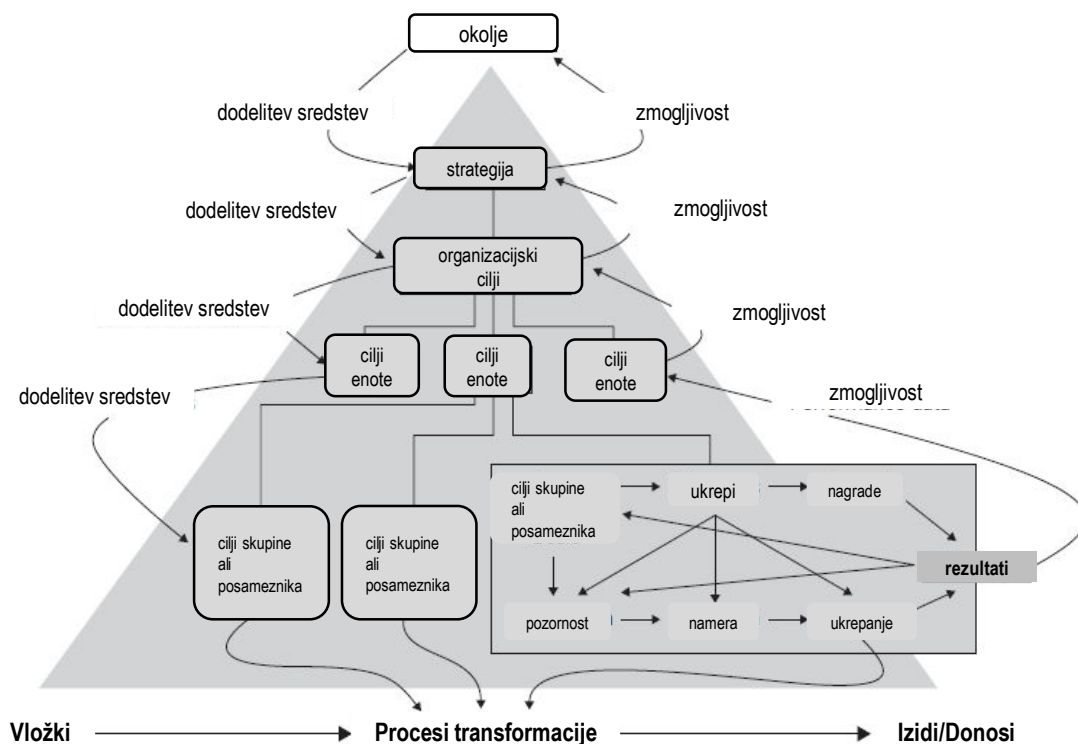 okolje
dodelitev sredstev
zmogljivost
strategija
dodelitev sredstev
zmogljivost
organizacijski
cilji
dodelitev sredstev
zmogljivost
cilji
enote
cilji
enote
cilji
enote
dodelitev sredstev
zmogljivost
cilji skupine
ali
posameznika
ukrepi
nagrade
cilji skupine
ali
posameznika
cilji skupine
ali
posameznika
rezultati
pozornost
namera
ukrepanje
Vložki
Procesi transformacije
Izidi/Donosi